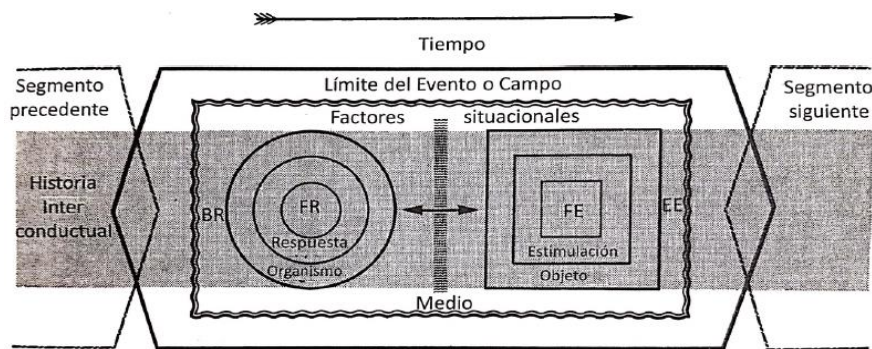 Tiempo
Límite del Evento o Campo
Segmento
precedente
Segmento
siguiente
Factores situacionales
Historia
Inter
conductual
BR
FR
Respuesta
Organismo
FE
EE
Estimulación
Objeto
Medio